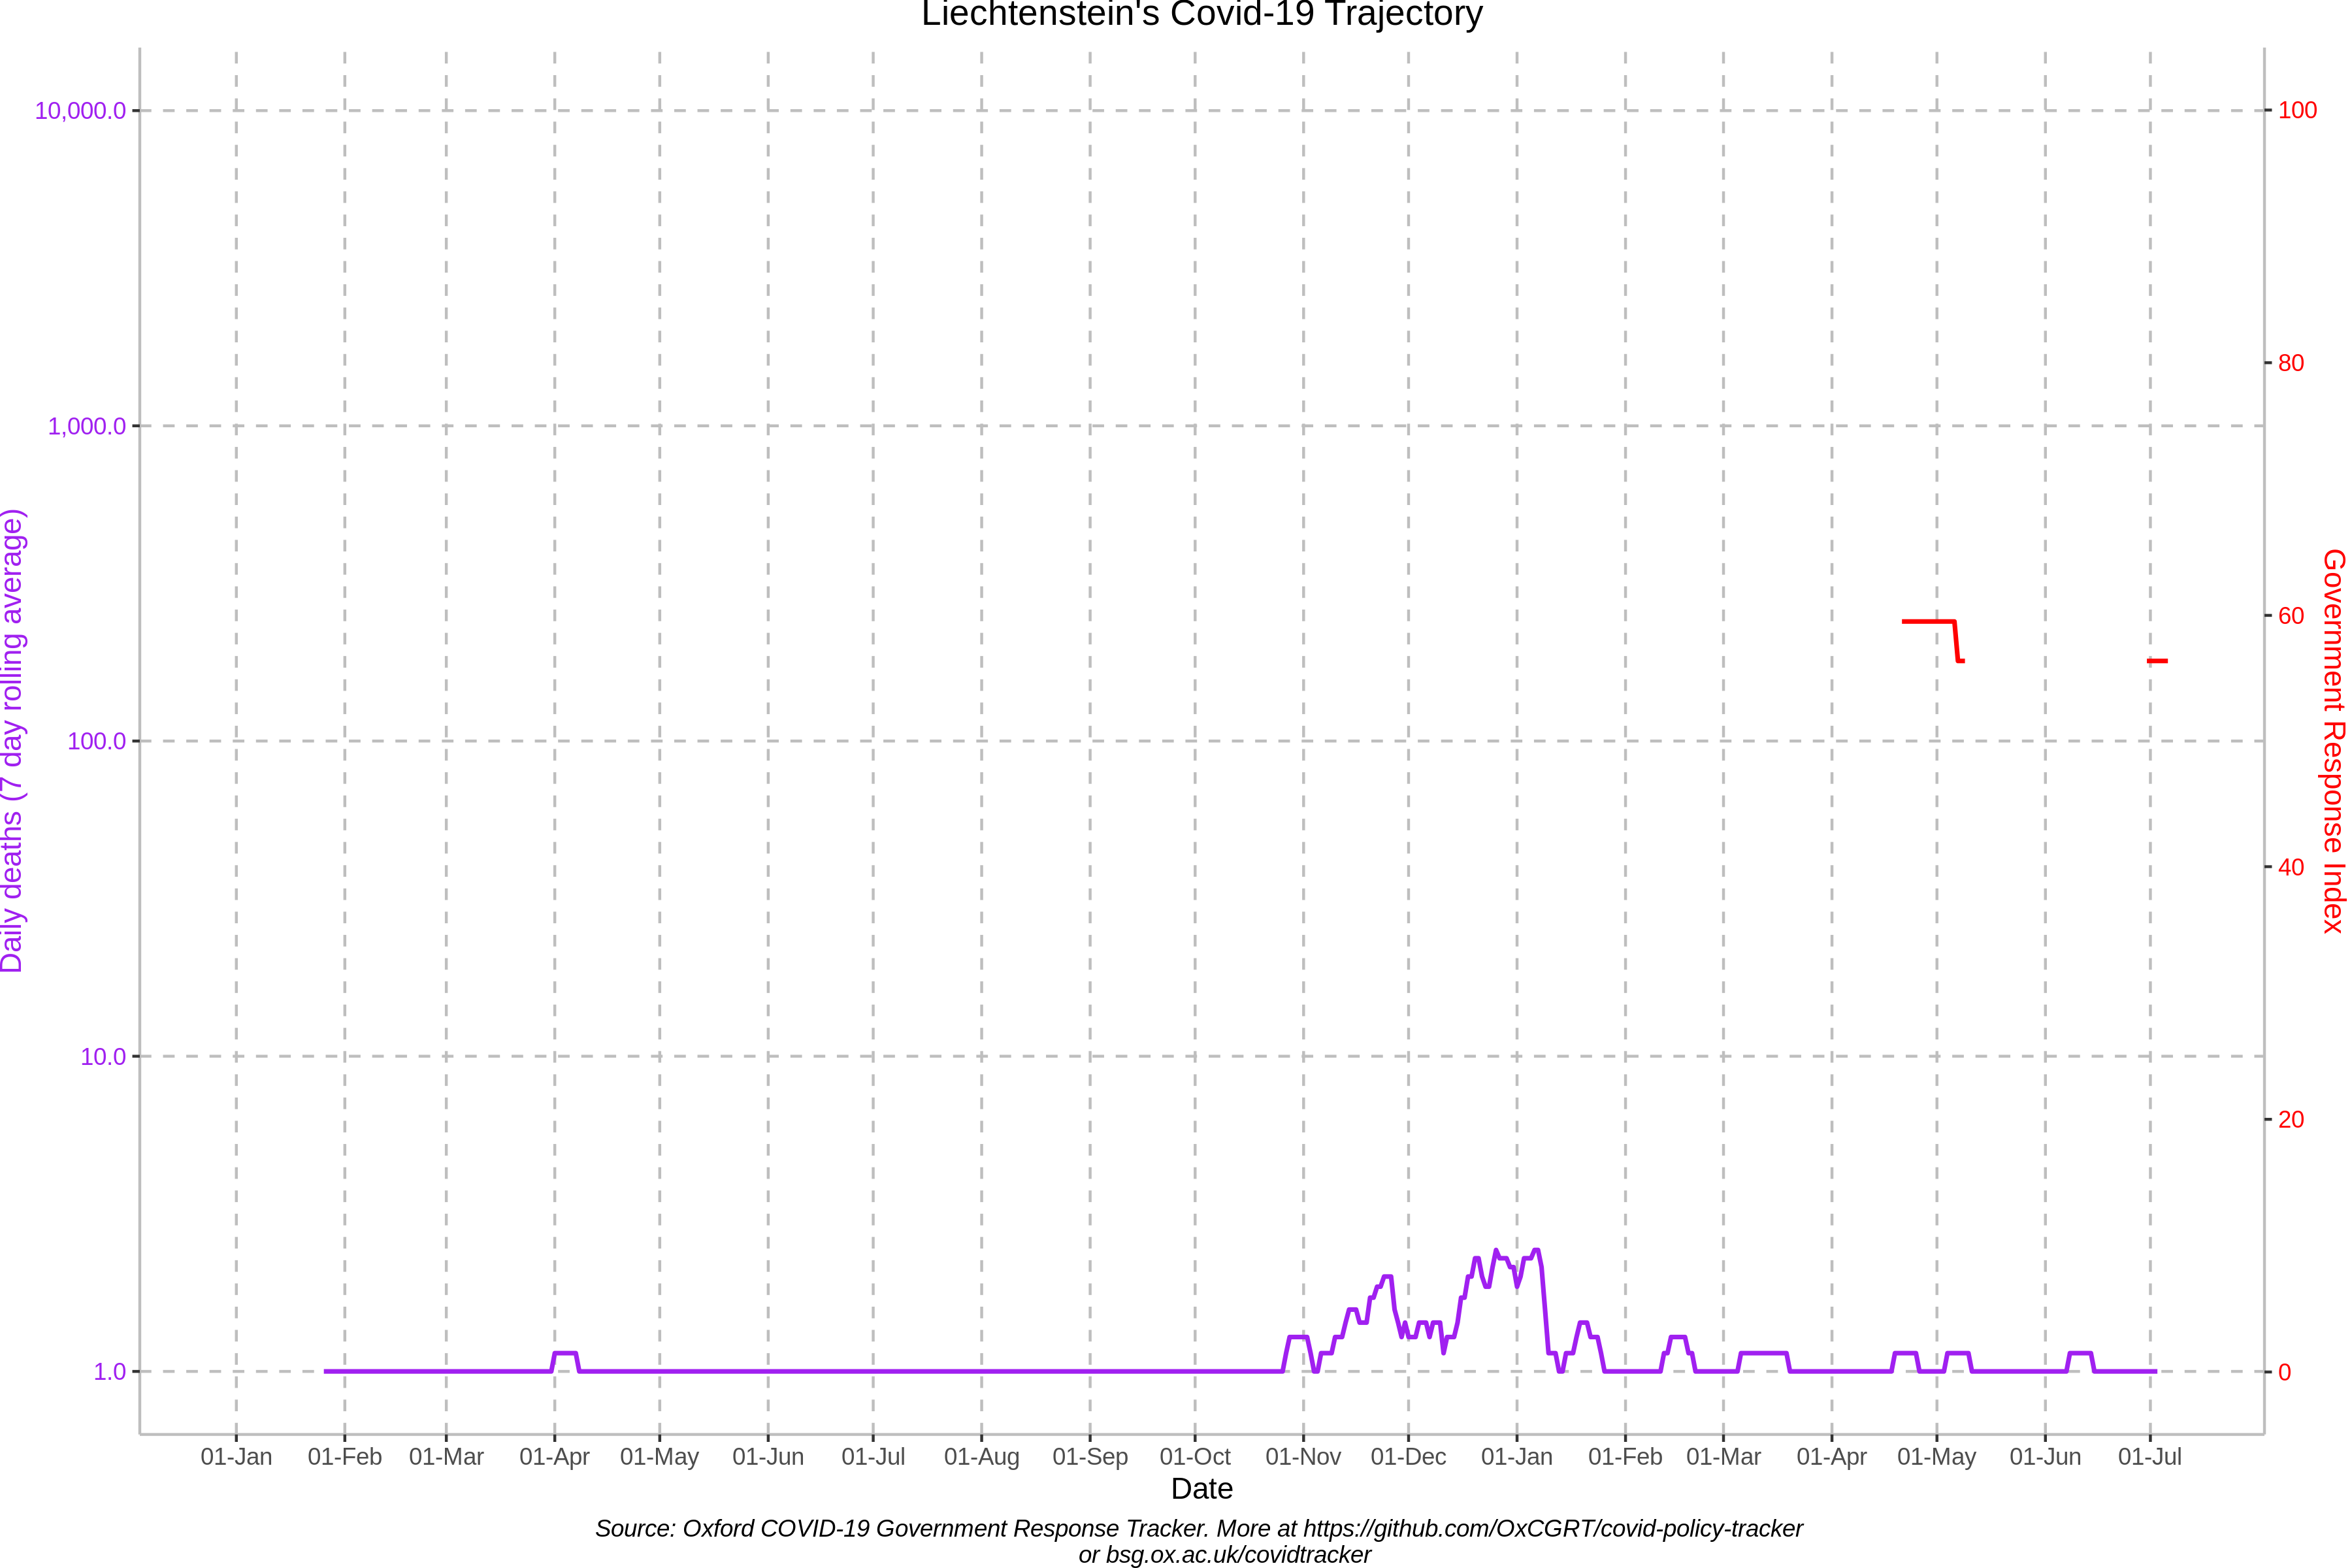 Liechtenstein's Covid-19 Trajectory
10,000.0
1,000.0
100.0
10.0
1.0
Daily deaths (7 day rolling average)
100
80
60
40
20
0
Government Response Index
01-Jan 01-Feb 01-Mar 01-Apr 01-May 01-Jun 01-Jul 01-Aug 01-Sep 01-Oct 01-Nov 01-Dec 01-Jan 01-Feb 01-Mar 01-Apr 01-May 01-Jun 01-Jul
Date
Source: Oxford COVID-19 Government Response Tracker. More at https://github.com/OxCGRT/covid-policy-tracker
or bsg.ox.ac.uk/covidtracker